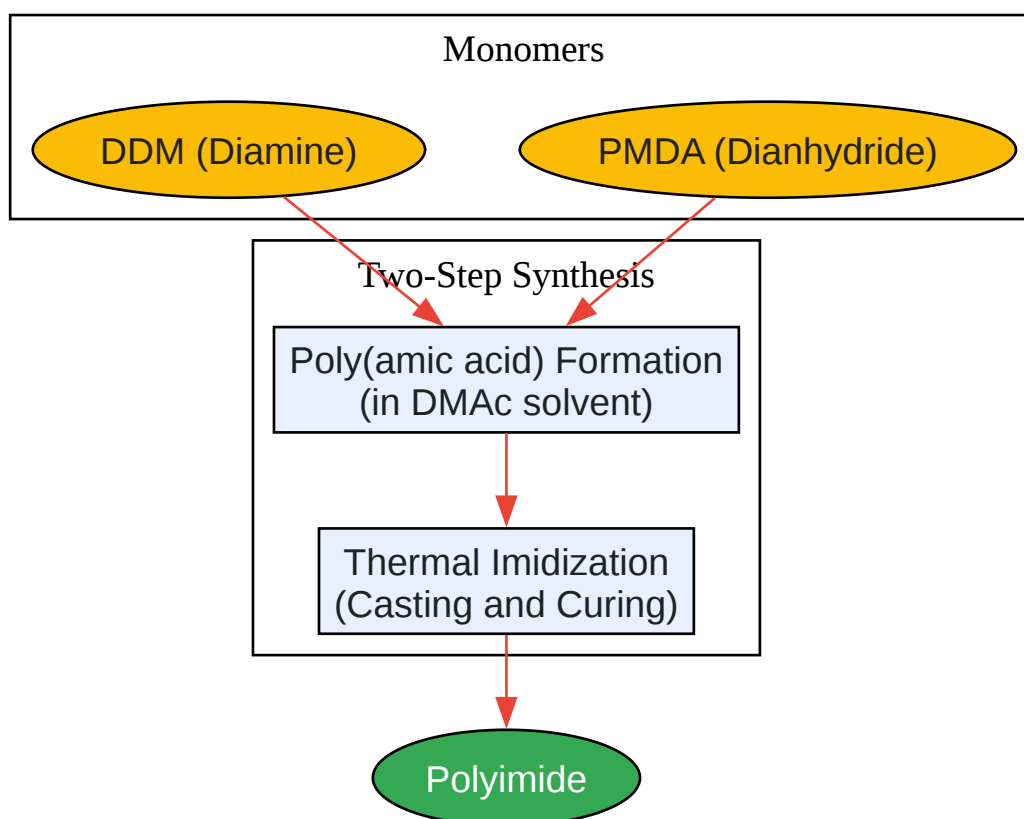 Monomers
DDM (Diamine)
PMDA (Dianhydride)
Two-Step Synthesis
Poly(amic acid) Formation
(in DMAc solvent)
Thermal Imidization
(Casting and Curing)
Polyimide